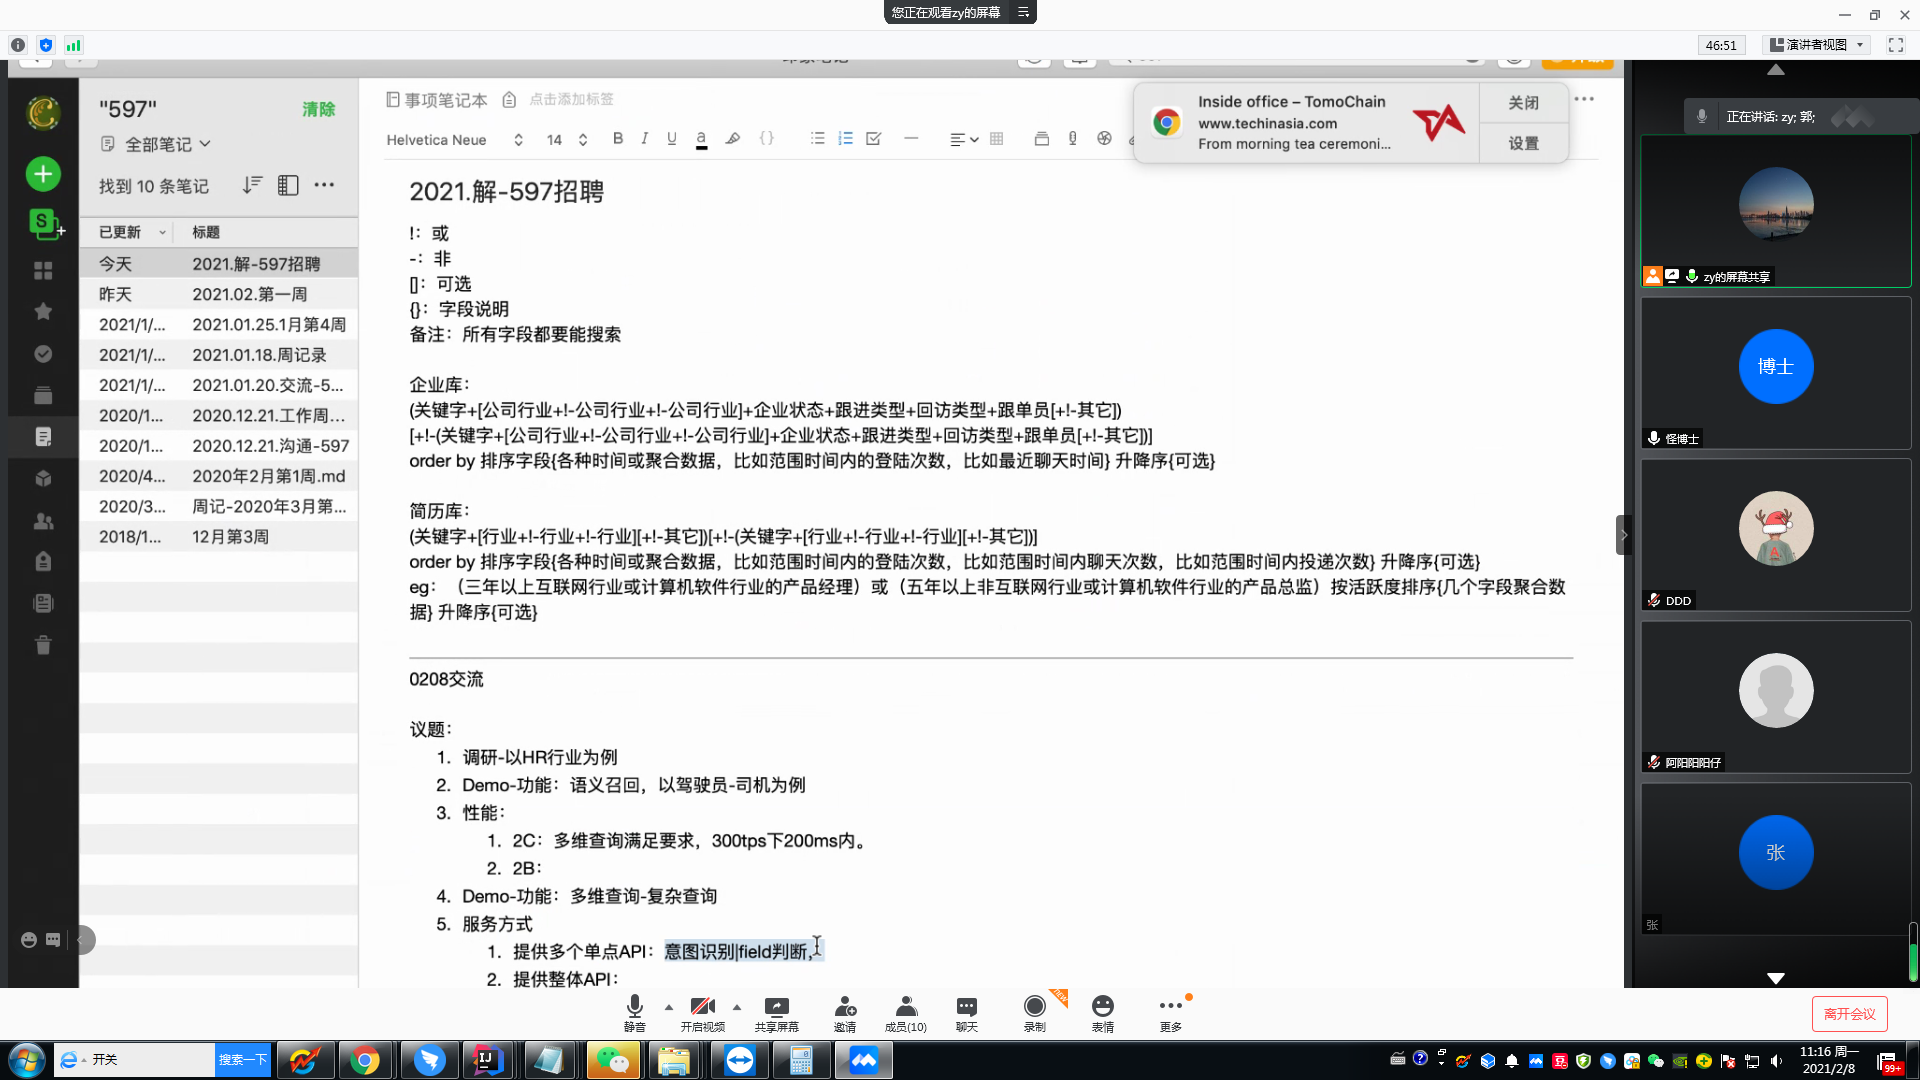 您正在观看zy的屏幕
46:51
演讲者视图
"597"
清除
全部笔记
找到 10 条笔记
已更新 标题
今天 2021.解-597招聘
昨天 2021.02.第一周
2021/1/... 2021.01.25.1月第4周
2021/1/... 2021.01.18.周记录
2021/1/... 2021.01.20.交流-5...
2020/1... 2020.12.21.工作周...
2020/1... 2020.12.21.沟通-597
2020/4... 2020年2月第1周.md
2020/3... 周记-2020年3月第...
2018/1... 12月第3周
事项笔记本 点击添加标签
Helvetica Neue 14 B I U a
Inside office – TomoChain
www.techinasia.com
From morning tea ceremoni...
关闭
设置
2021.解-597招聘
!：或
-：非
[]：可选
{}：字段说明
备注：所有字段都要能搜索
企业库：
(关键字+[公司行业+!-公司行业+!-公司行业]+企业状态+跟进类型+回访类型+跟单员[+!-其它])
[+!-(关键字+[公司行业+!-公司行业+!-公司行业]+企业状态+跟进类型+回访类型+跟单员[+!-其它])]
order by 排序字段{各种时间或聚合数据，比如范围时间内的登陆次数，比如最近聊天时间} 升降序{可选}
简历库：
(关键字+[行业+!-行业+!-行业][+!-其它])[+!-(关键字+[行业+!-行业+!-行业][+!-其它])]
order by 排序字段{各种时间或聚合数据，比如范围时间内的登陆次数，比如范围时间内聊天次数，比如范围时间内投递次数} 升降序{可选}
eg：（三年以上互联网行业或计算机软件行业的产品经理）或（五年以上非互联网行业或计算机软件行业的产品总监）按活跃度排序{几个字段聚合数
据} 升降序{可选}
0208交流
议题：
1. 调研-以HR行业为例
2. Demo-功能：语义召回，以驾驶员-司机为例
3. 性能：
1. 2C：多维查询满足要求，300tps下200ms内。
2. 2B：
4. Demo-功能：多维查询-复杂查询
5. 服务方式
1. 提供多个单点API：意图识别|field判断,
2. 提供整体API：
正在讲话: zy; 郭;
zy的屏幕共享
博士
怪博士
DDD
阿阳阳阳仔
张
张
静音
开启视频
共享屏幕
邀请
成员(10)
聊天
录制
表情
更多
离开会议
开关
搜索一下
11:16 周一
2021/2/8
99+